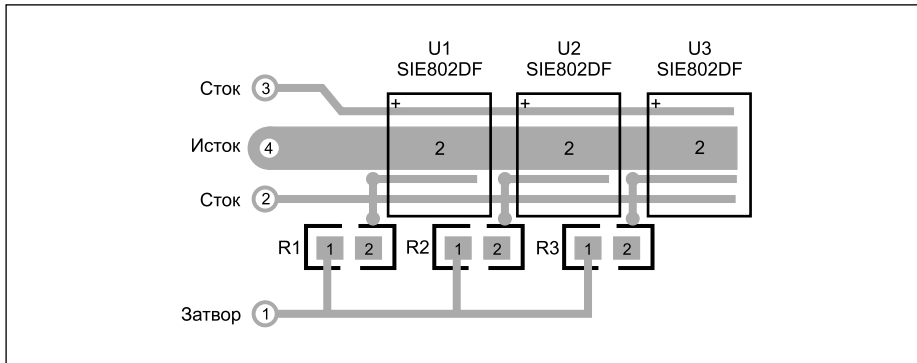 U1
SIE802DF
U2
SIE802DF
U3
SIE802DF
Сток 3
+ + +
Исток 4 2 2 2
Сток 2
R1 1 2 R2 1 2 R3 1 2
Затвор 1